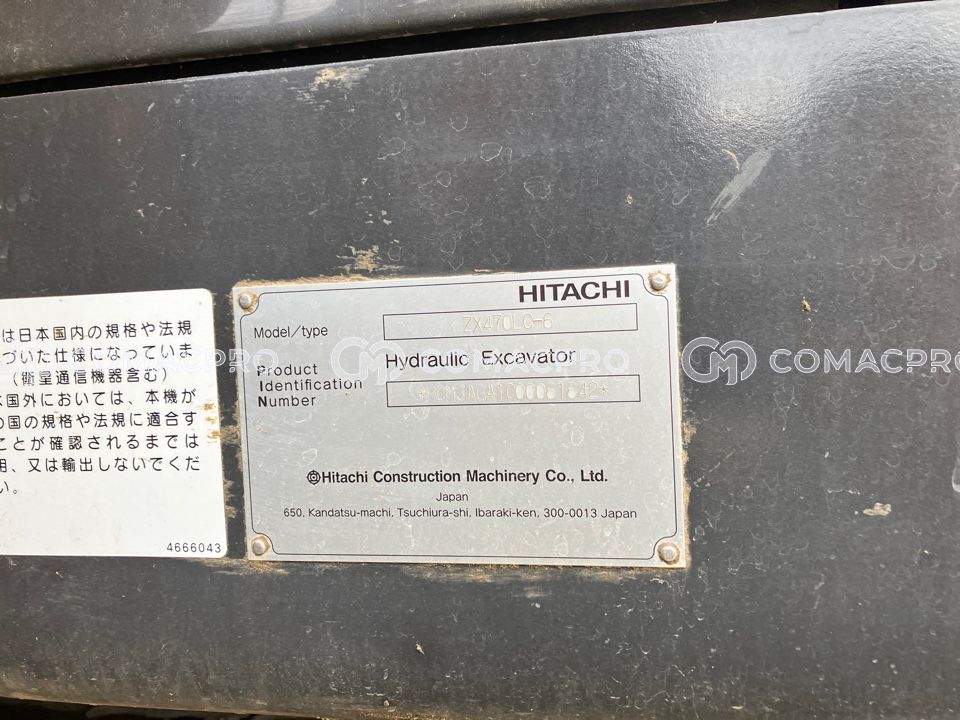 は日本国内の規格や法規
づいた仕様になっていま
(衛星通信機器含む)
国外においては、本機が
の国の規格や法規に適合す
ことが確認されるまでは
用、又は輸出しないでくだ
い。
4666043
HITACHI
Model/type
ZX470LC-6
Hydraulic Excavator
Product
Identification
Number
Hitachi Construction Machinery Co., Ltd.
Japan
650, Kandatsu-machi, Tsuchiura-shi, Ibaraki-ken, 300-0013 Japan
COMACPRO
COMACPRO
COMACPRO